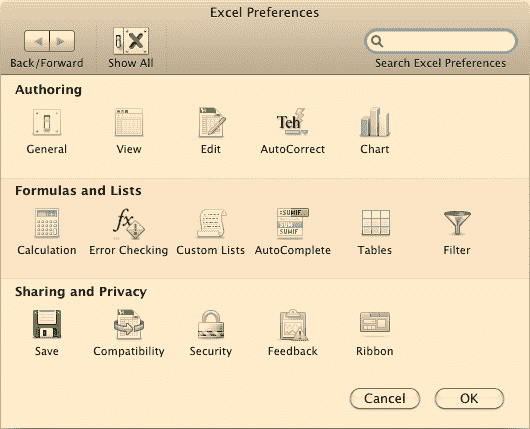 Excel Preferences
Back/Forward Show All Search Excel Preferences
Authoring
Teh
General View Edit AutoCorrect Chart
Formulas and Lists
fx =SUMIF SUM SUMIF
Calculation Error Checking Custom Lists AutoComplete Tables Filter
Sharing and Privacy
Save Compatibility Security Feedback Ribbon
Cancel OK